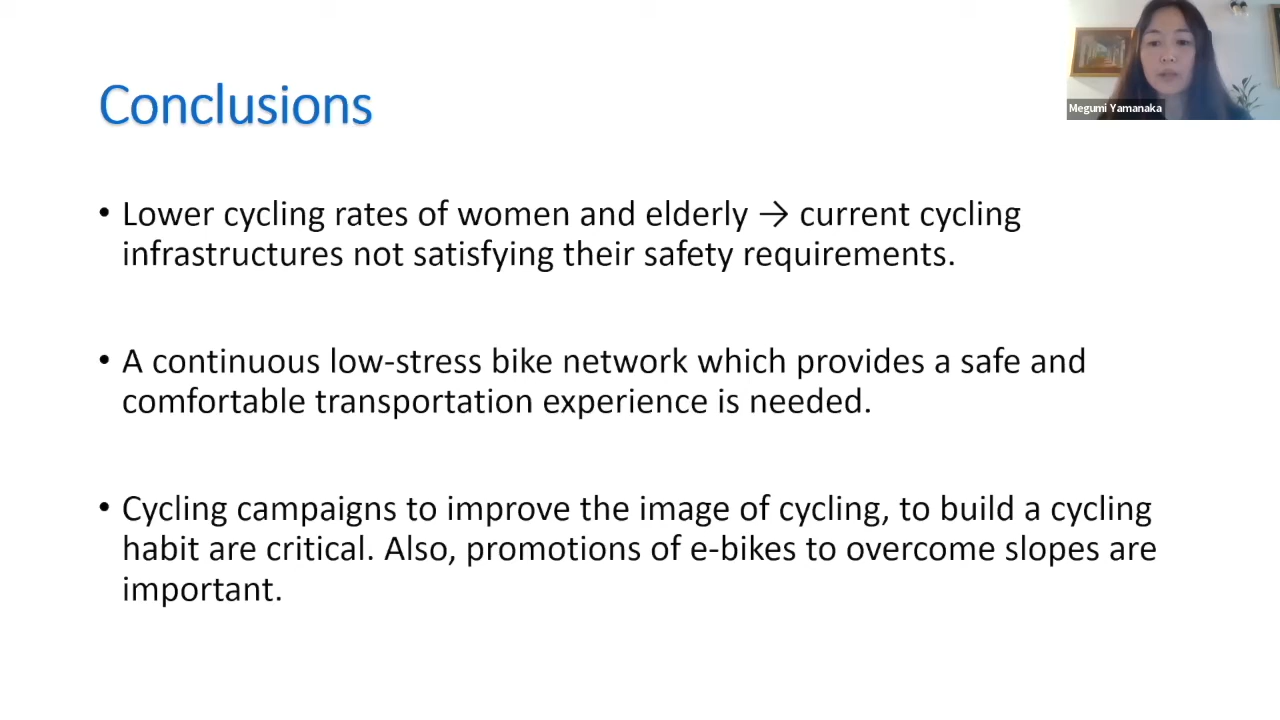 Conclusions
Megumi Yamanaka
• Lower cycling rates of women and elderly → current cycling
infrastructures not satisfying their safety requirements.
• A continuous low-stress bike network which provides a safe and
comfortable transportation experience is needed.
• Cycling campaigns to improve the image of cycling, to build a cycling
habit are critical. Also, promotions of e-bikes to overcome slopes are
important.